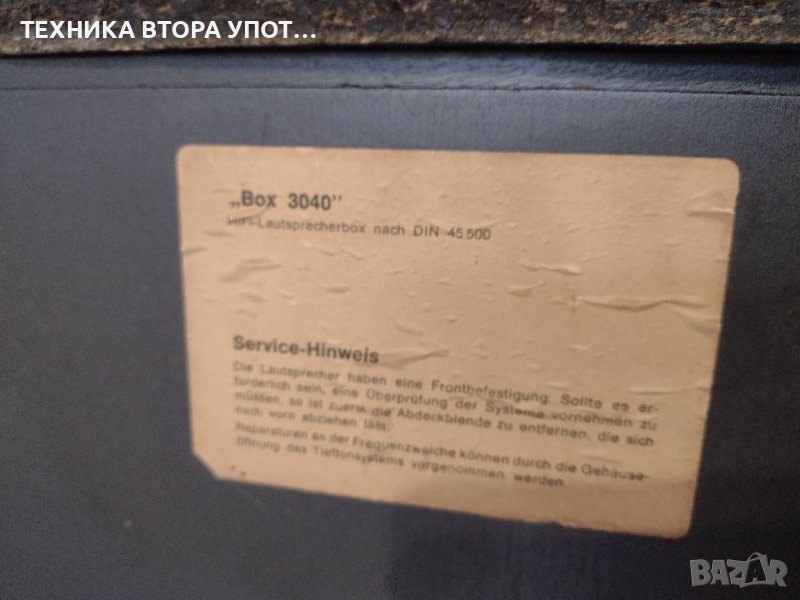 ТЕХНИКА ВТОРА УПОТ...
„Box 3040”
HiFi-Lautsprecherbox nach DIN 45 500
Service-Hinweis
Die Lautsprecher haben eine Frontbefestigung. Sollte es er-
forderlich sein, eine Überprüfung der Systeme vornehmen zu
müssen, so ist zuerst die Abdeckblende zu entfernen, die sich
nach vorn abziehen läßt.
Reparaturen an der Frequenzweiche können durch die Gehäuse-
öffnung des Tieftonsystems vorgenommen werden.
BAZAR